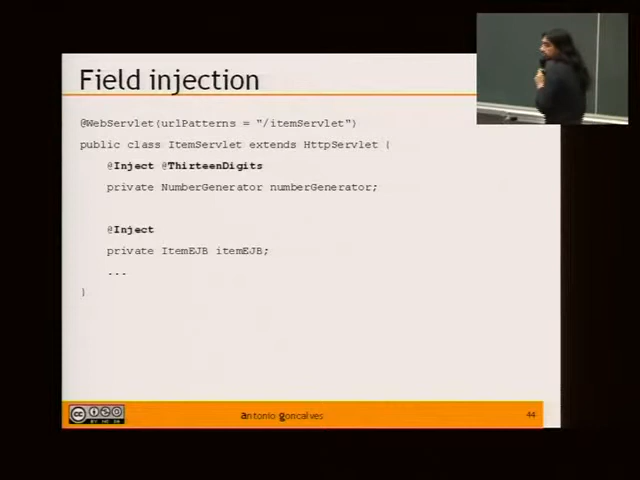 Field injection
@WebServlet(urlPatterns = "/itemServlet")
public class ItemServlet extends HttpServlet {
@Inject @ThirteenDigits
private NumberGenerator numberGenerator;
@Inject
private ItemEJB itemEJB;
...
}
cc
antonio goncalves
44